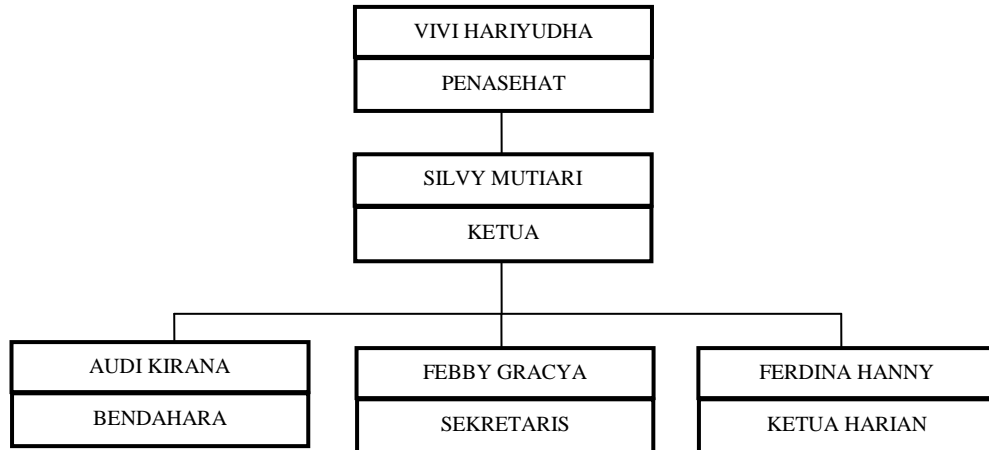 VIVI HARIYUDHA
PENASEHAT
SILVY MUTIARI
KETUA
AUDI KIRANA
BENDAHARA
FEBBY GRACYA
SEKRETARIS
FERDINA HANNY
KETUA HARIAN